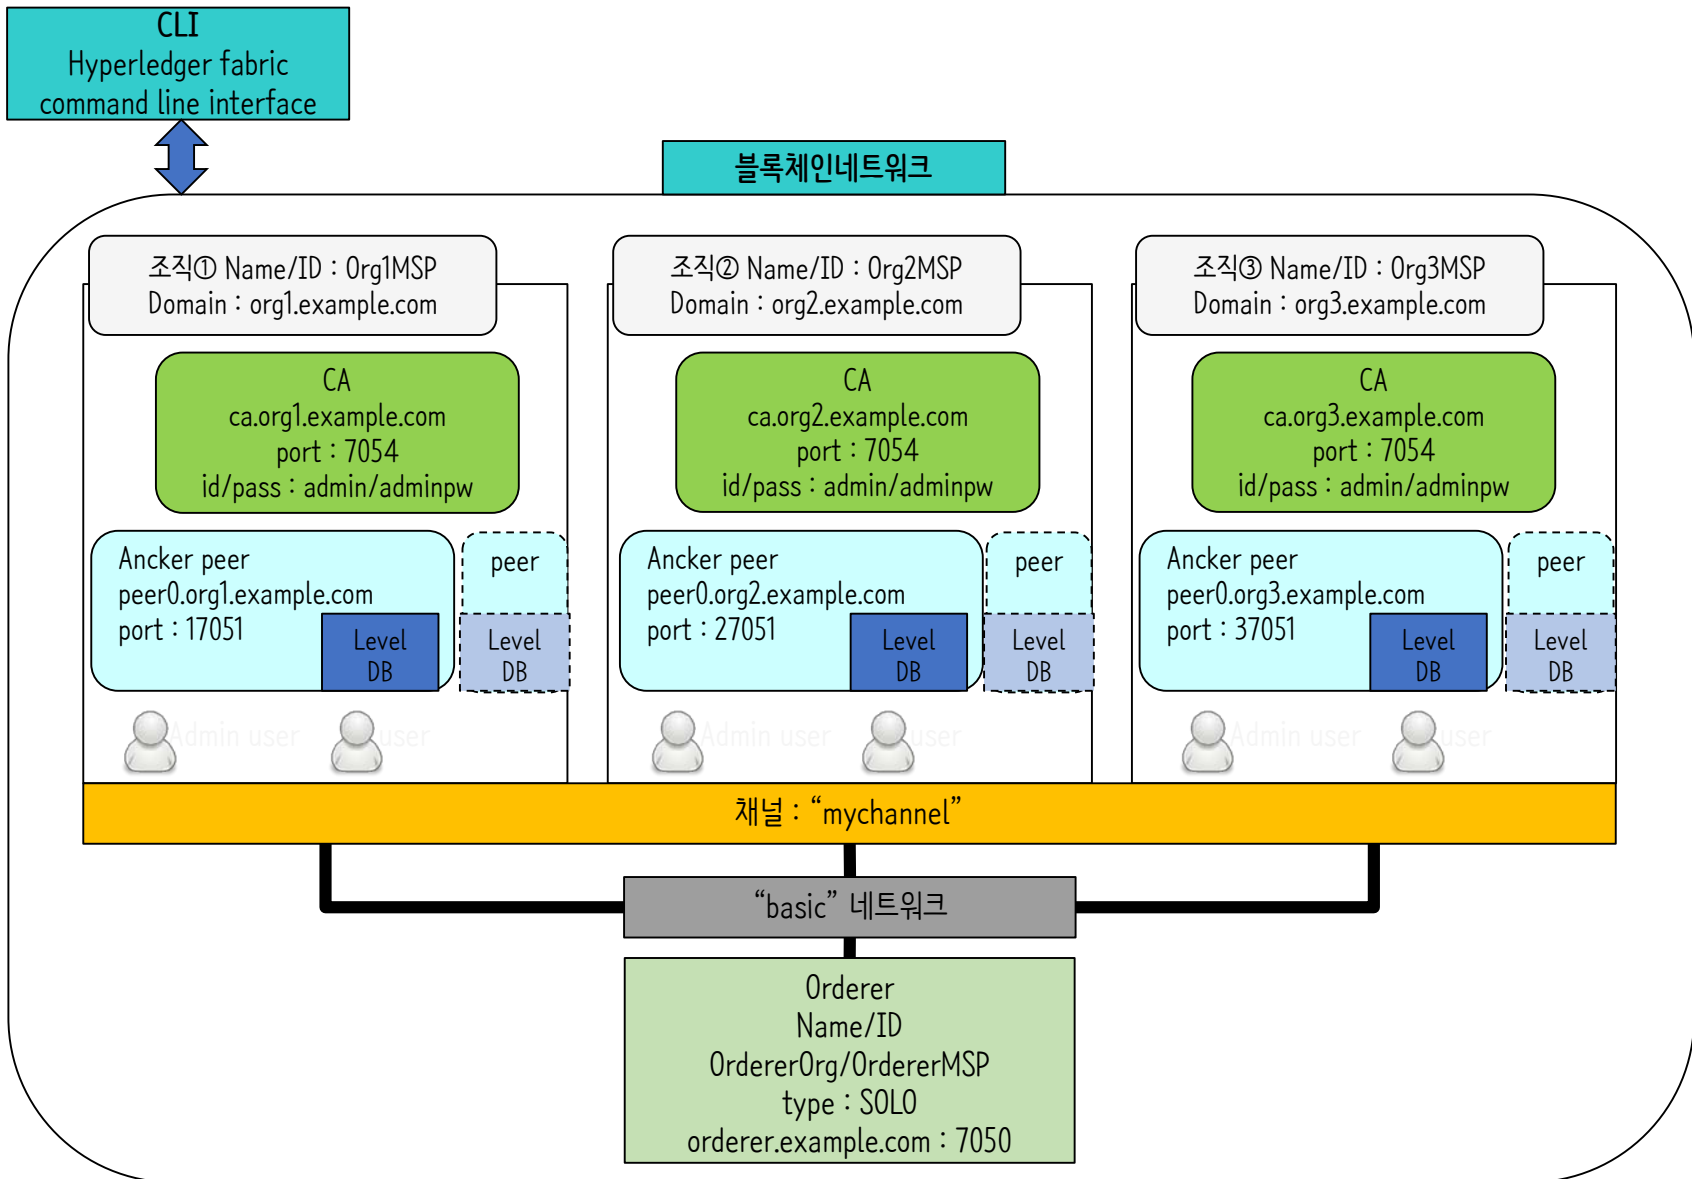 CLI
Hyperledger fabric
command line interface
블록체인네트워크
조직① Name/ID : Org1MSP
Domain : org1.example.com
CA
ca.org1.example.com
port : 7054
id/pass : admin/adminpw
Ancker peer
peer0.org1.example.com
port : 17051
Level
DB
peer
Level
DB
Admin user
user
조직② Name/ID : Org2MSP
Domain : org2.example.com
CA
ca.org2.example.com
port : 7054
id/pass : admin/adminpw
Ancker peer
peer0.org2.example.com
port : 27051
Level
DB
peer
Level
DB
Admin user
user
조직③ Name/ID : Org3MSP
Domain : org3.example.com
CA
ca.org3.example.com
port : 7054
id/pass : admin/adminpw
Ancker peer
peer0.org3.example.com
port : 37051
Level
DB
peer
Level
DB
Admin user
user
채널 : “mychannel”
“basic” 네트워크
Orderer
Name/ID
OrdererOrg/OrdererMSP
type : SOLO
orderer.example.com : 7050